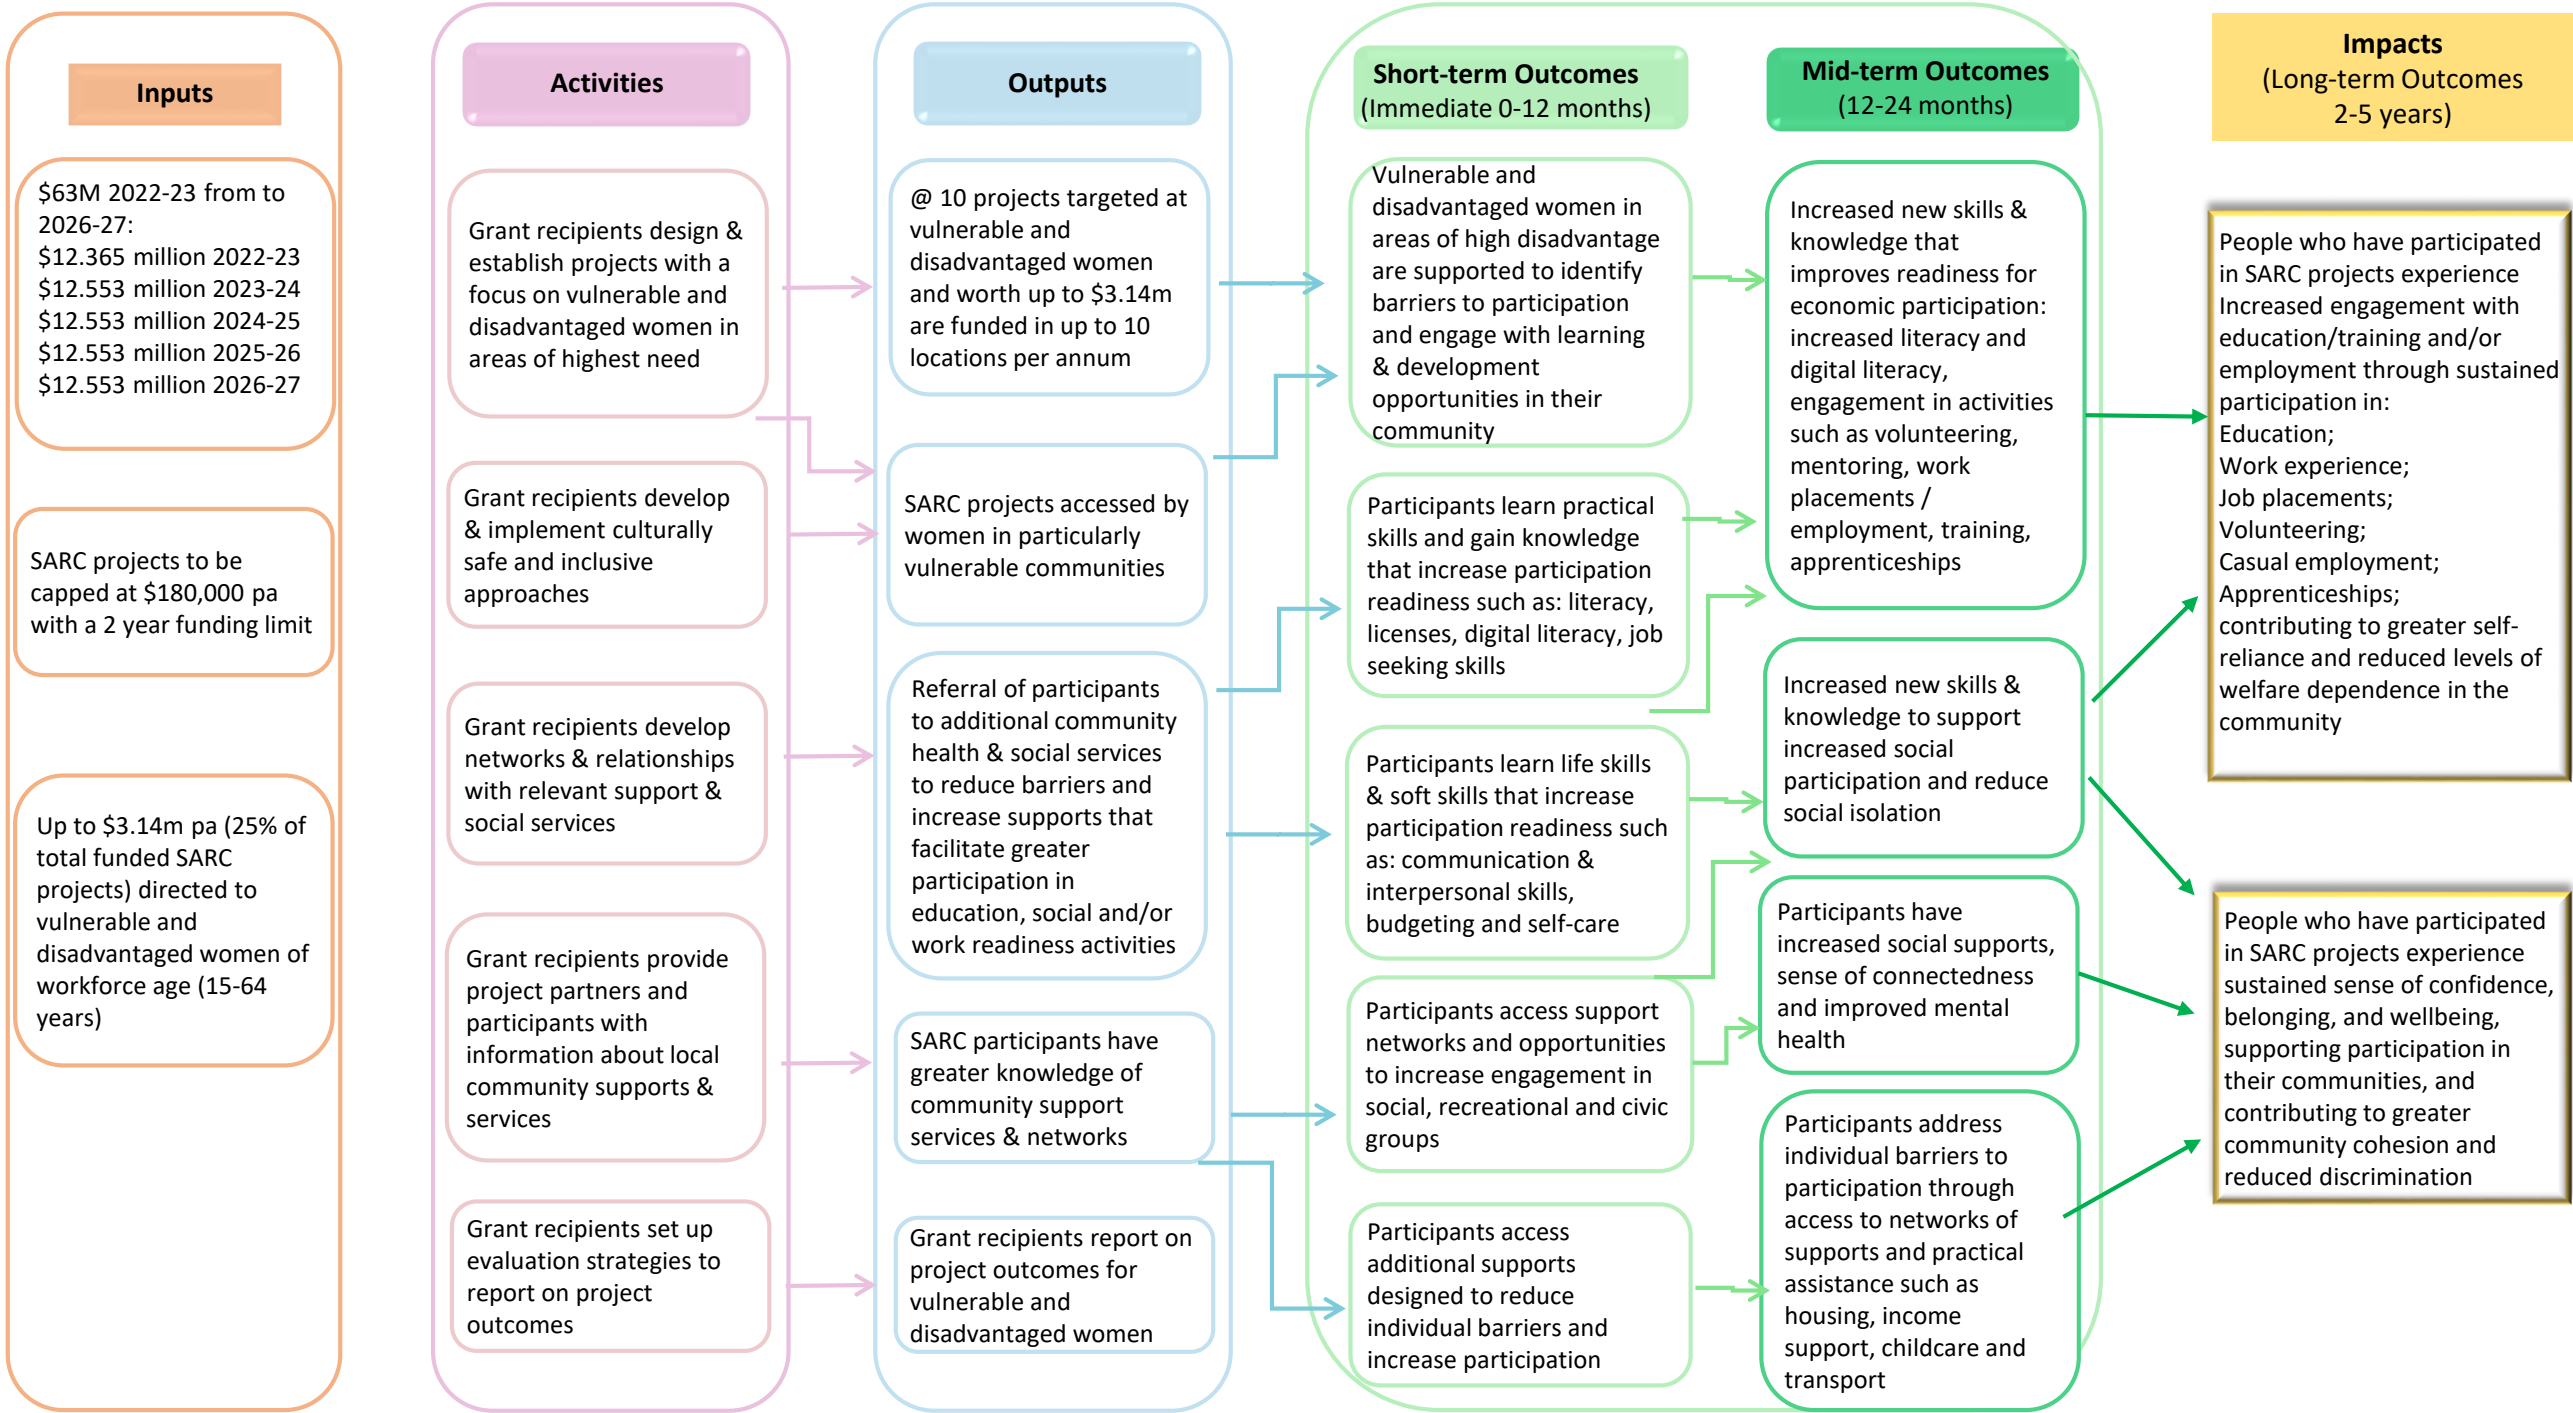 Inputs
$63M 2022-23 from to
2026-27:
$12.365 million 2022-23
$12.553 million 2023-24
$12.553 million 2024-25
$12.553 million 2025-26
$12.553 million 2026-27
SARC projects to be
capped at $180,000 pa
with a 2 year funding limit
Up to $3.14m pa (25% of
total funded SARC
projects) directed to
vulnerable and
disadvantaged women of
workforce age (15-64
years)
Activities
Grant recipients design &
establish projects with a
focus on vulnerable and
disadvantaged women in
areas of highest need
Grant recipients develop
& implement culturally
safe and inclusive
approaches
Grant recipients develop
networks & relationships
with relevant support &
social services
Grant recipients provide
project partners and
participants with
information about local
community supports &
services
Grant recipients set up
evaluation strategies to
report on project
outcomes
Outputs
@ 10 projects targeted at
vulnerable and
disadvantaged women
and worth up to $3.14m
are funded in up to 10
locations per annum
SARC projects accessed by
women in particularly
vulnerable communities
Referral of participants
to additional community
health & social services
to reduce barriers and
increase supports that
facilitate greater
participation in
education, social and/or
work readiness activities
SARC participants have
greater knowledge of
community support
services & networks
Grant recipients report on
project outcomes for
vulnerable and
disadvantaged women
Short-term Outcomes
(Immediate 0-12 months)
Vulnerable and
disadvantaged women in
areas of high disadvantage
are supported to identify
barriers to participation
and engage with learning
& development
opportunities in their
community
Participants learn practical
skills and gain knowledge
that increase participation
readiness such as: literacy,
licenses, digital literacy, job
seeking skills
Participants learn life skills
& soft skills that increase
participation readiness such
as: communication &
interpersonal skills,
budgeting and self-care
Participants access support
networks and opportunities
to increase engagement in
social, recreational and civic
groups
Participants access
additional supports
designed to reduce
individual barriers and
increase participation
Mid-term Outcomes
(12-24 months)
Increased new skills &
knowledge that
improves readiness for
economic participation:
increased literacy and
digital literacy,
engagement in activities
such as volunteering,
mentoring, work
placements /
employment, training,
apprenticeships
Increased new skills &
knowledge to support
increased social
participation and reduce
social isolation
Participants have
increased social supports,
sense of connectedness
and improved mental
health
Participants address
individual barriers to
participation through
access to networks of
supports and practical
assistance such as
housing, income
support, childcare and
transport
Impacts
(Long-term Outcomes
2-5 years)
People who have participated
in SARC projects experience
Increased engagement with
education/training and/or
employment through sustained
participation in:
Education;
Work experience;
Job placements;
Volunteering;
Casual employment;
Apprenticeships;
contributing to greater self-
reliance and reduced levels of
welfare dependence in the
community
People who have participated
in SARC projects experience
sustained sense of confidence,
belonging, and wellbeing,
supporting participation in
their communities, and
contributing to greater
community cohesion and
reduced discrimination